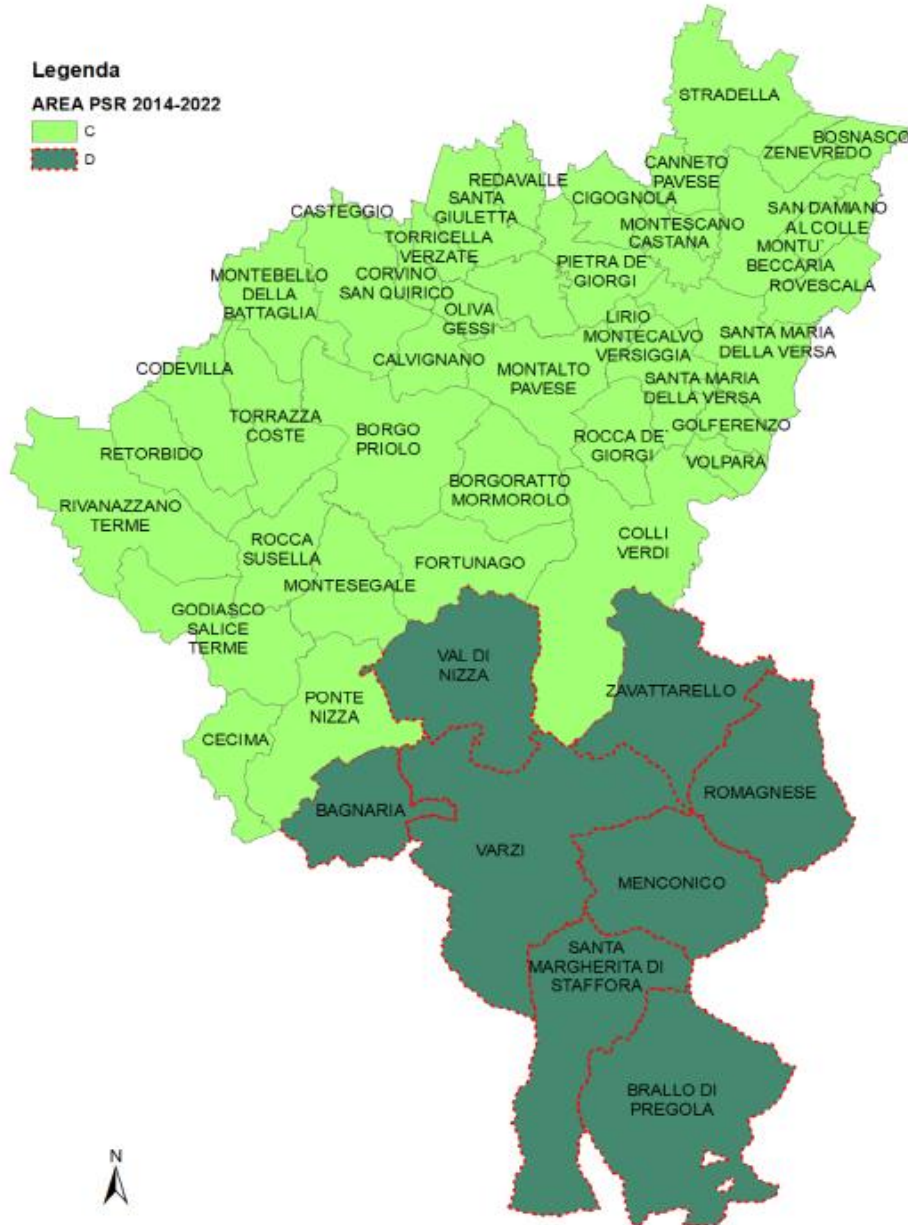 Legenda
AREA PSR 2014-2022
C
D
STRADELLA
BOSNASCO
ZENEVREDO
CANNETO
PAVESE
REDAVALLE
CIGOGNOLA
SANTA
GIULETTA
SAN DAMIANO
AL COLLE
CASTEGGIO
MONTESCANO
CASTANA
TORRICELLA
VERZATE
MONTU`
BECCARIA
PIETRA DE`
GIORGI
MONTEBELLO
DELLA
BATTAGLIA
CORVINO
SAN QUIRICO
ROVESCALA
OLIVA
GESSI
LIRIO
MONTECALVO
VERSIGGIA
SANTA MARIA
DELLA VERSA
CODEVILLA
CALVIGNANO
MONTALTO
PAVESE
SANTA MARIA
DELLA VERSA
TORRAZZA
COSTE
BORGO
PRIOLO
GOLFERENZO
ROCCA DE`
GIORGI
RETORBIDO
VOLPARA
BORGORATTO
MORMOROLO
RIVANAZZANO
TERME
ROCCA
SUSELLA
COLLI
VERDI
FORTUNAGO
MONTESEGALE
GODIASCO
SALICE
TERME
VAL DI
NIZZA
ZAVATTARELLO
PONTE
NIZZA
CECIMA
ROMAGNESE
BAGNARIA
VARZI
MENCONICO
SANTA
MARGHERITA DI
STAFFORA
BRALLO DI
PREGOLA
N